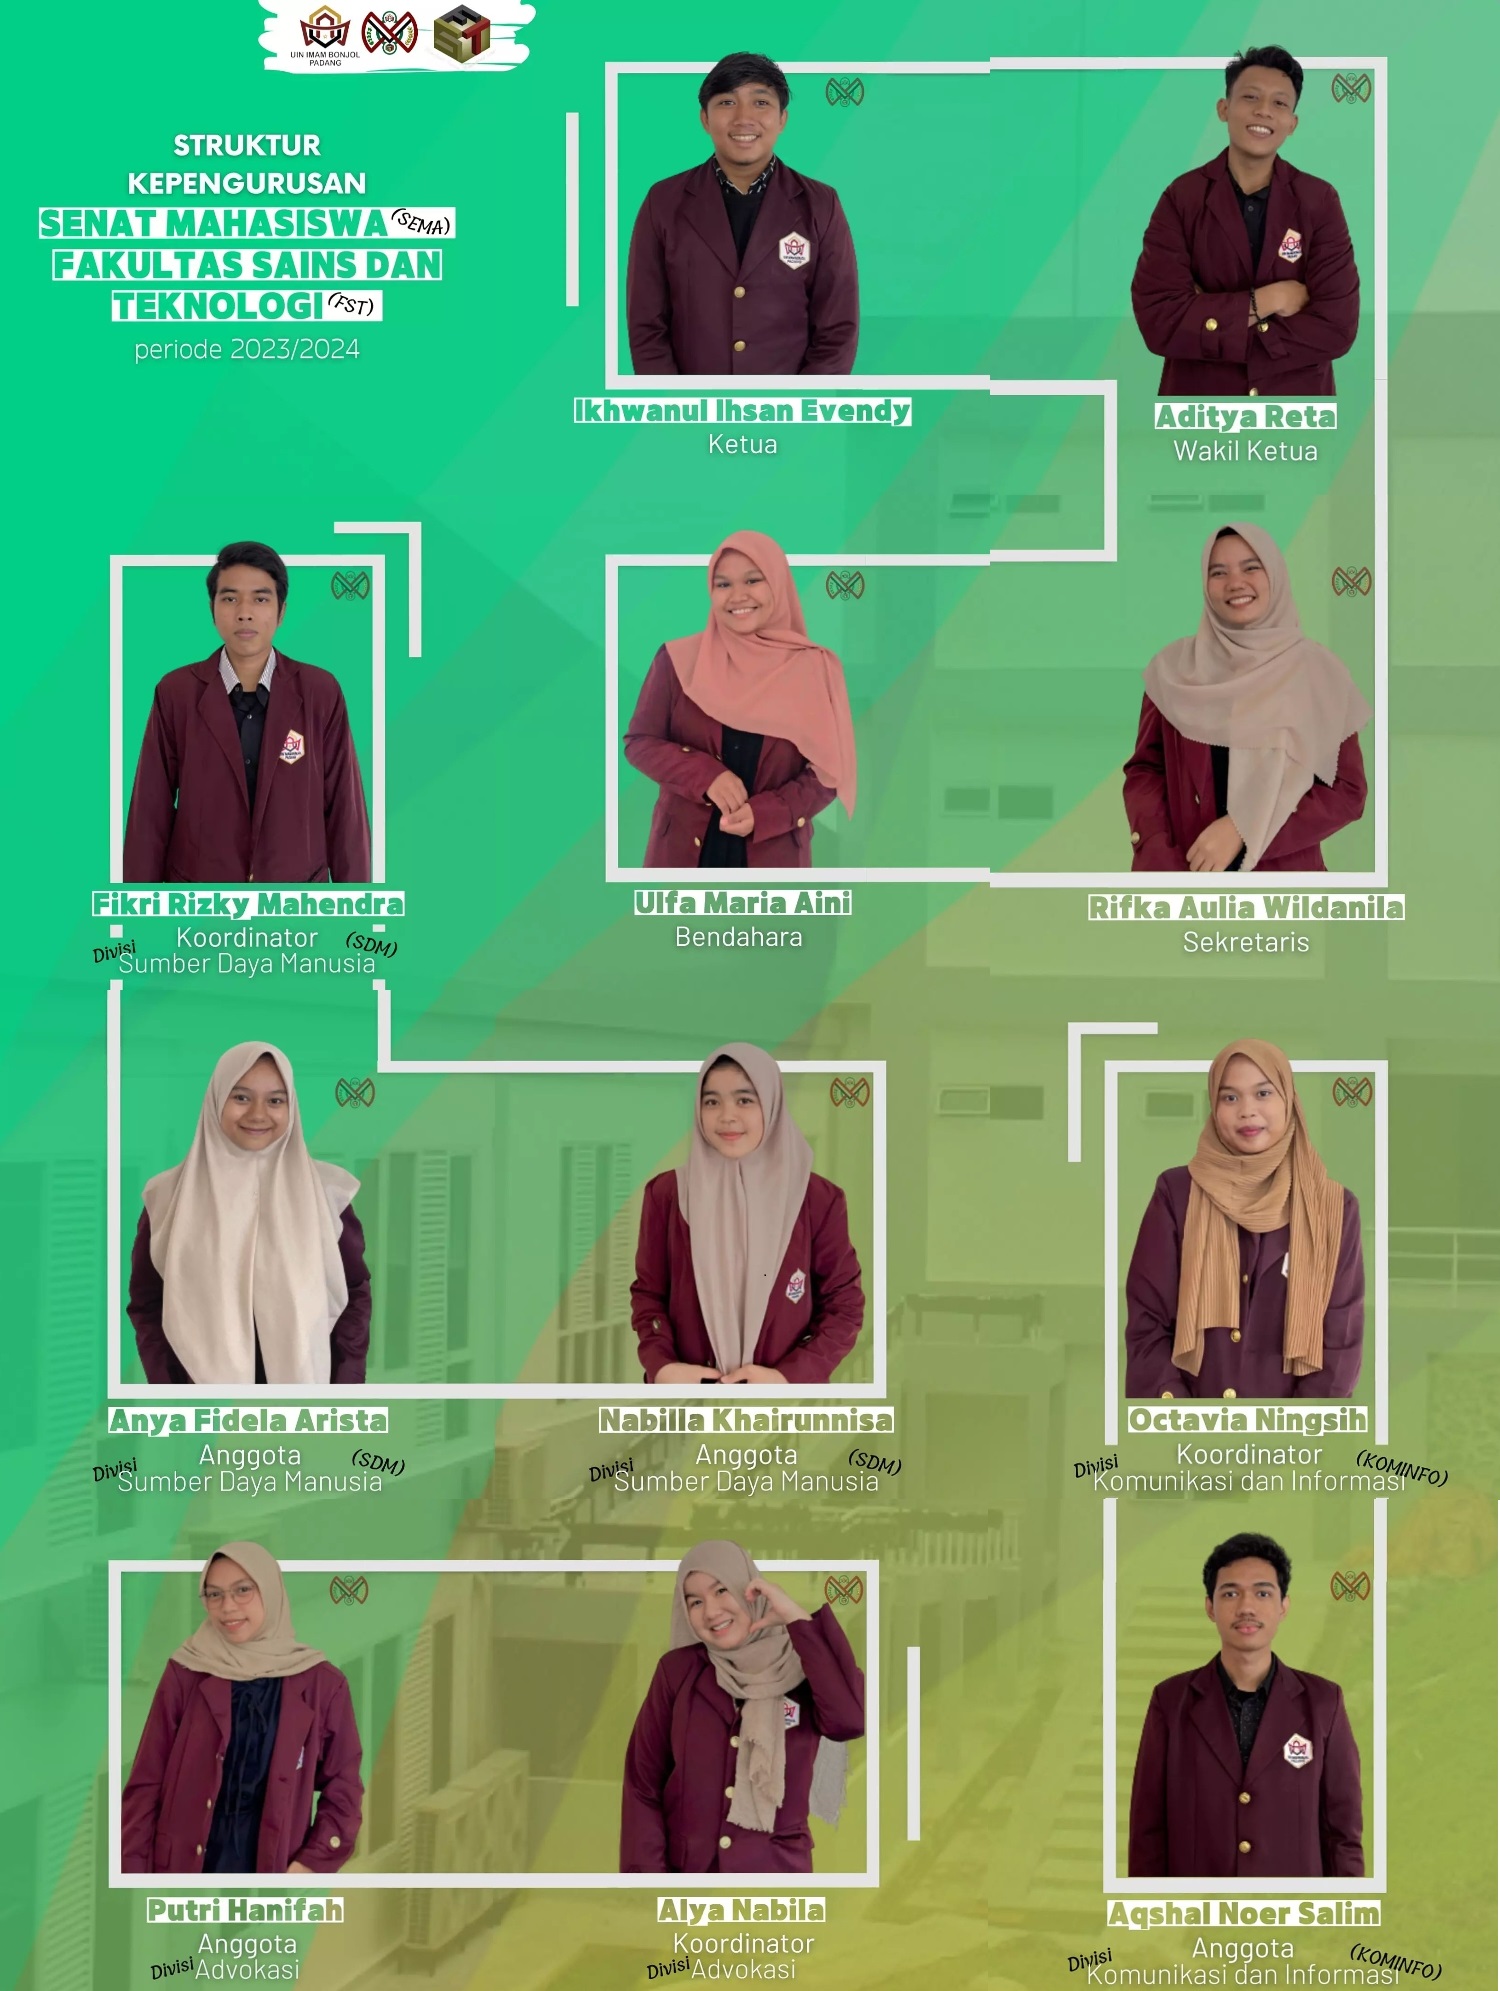 UIN IMAM BONJOL
PADANG
STRUKTUR
KEPENGURUSAN
SENAT MAHASISWA (SEMA)
FAKULTAS SAINS DAN
TEKNOLOGI (FST)
periode 2023/2024
Ikhwanul Ihsan Evendy
Ketua
Aditya Reta
Wakil Ketua
Fikri Rizky Mahendra
Koordinator
Divisi Sumber Daya Manusia (SDM)
Ulfa Maria Aini
Bendahara
Rifka Aulia Wildanila
Sekretaris
Anya Fidela Arista
Anggota
Divisi Sumber Daya Manusia (SDM)
Nabilla Khairunnisa
Anggota
Divisi Sumber Daya Manusia (SDM)
Octavia Ningsih
Koordinator
Divisi Komunikasi dan Informasi (KOMINFO)
Putri Hanifah
Anggota
Divisi Advokasi
Alya Nabila
Koordinator
Divisi Advokasi
Aqshal Noer Salim
Anggota
Divisi Komunikasi dan Informasi (KOMINFO)